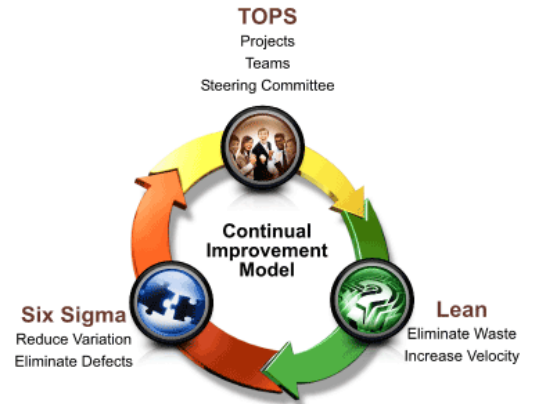 TOPS
Projects
Teams
Steering Committee
Continual
Improvement
Model
Six Sigma
Reduce Variation
Eliminate Defects
Lean
Eliminate Waste
Increase Velocity